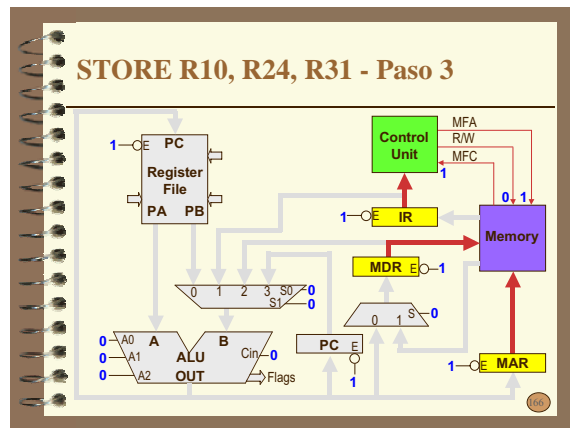 STORE R10, R24, R31 - Paso 3
MFA
Control
Unit
R/W
MFC
1
1
E
PC
Register
File
PA
PB
0
1
1
E
IR
Memory
MDR
E
1
0
1
2
3
S0
0
S1
0
S
0
0
1
0
A0
A
B
0
A1
ALU
Cin
0
0
A2
OUT
Flags
PC
E
1
1
E
MAR
166